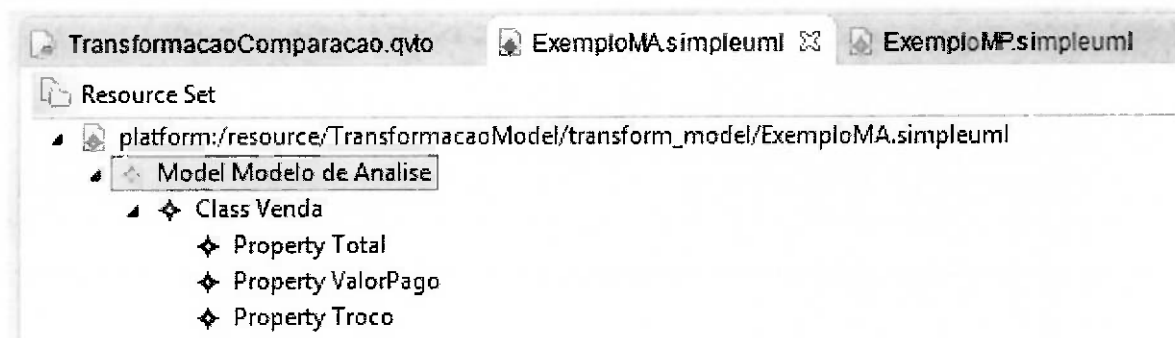 TransformacaoComparacao.qvto ExemploMA.simpleuml ExemploMP.simpleuml
Resource Set
platform:/resource/TransformacaoModel/transform_model/ExemploMA.simpleuml
Model Modelo de Analise
Class Venda
Property Total
Property ValorPago
Property Troco